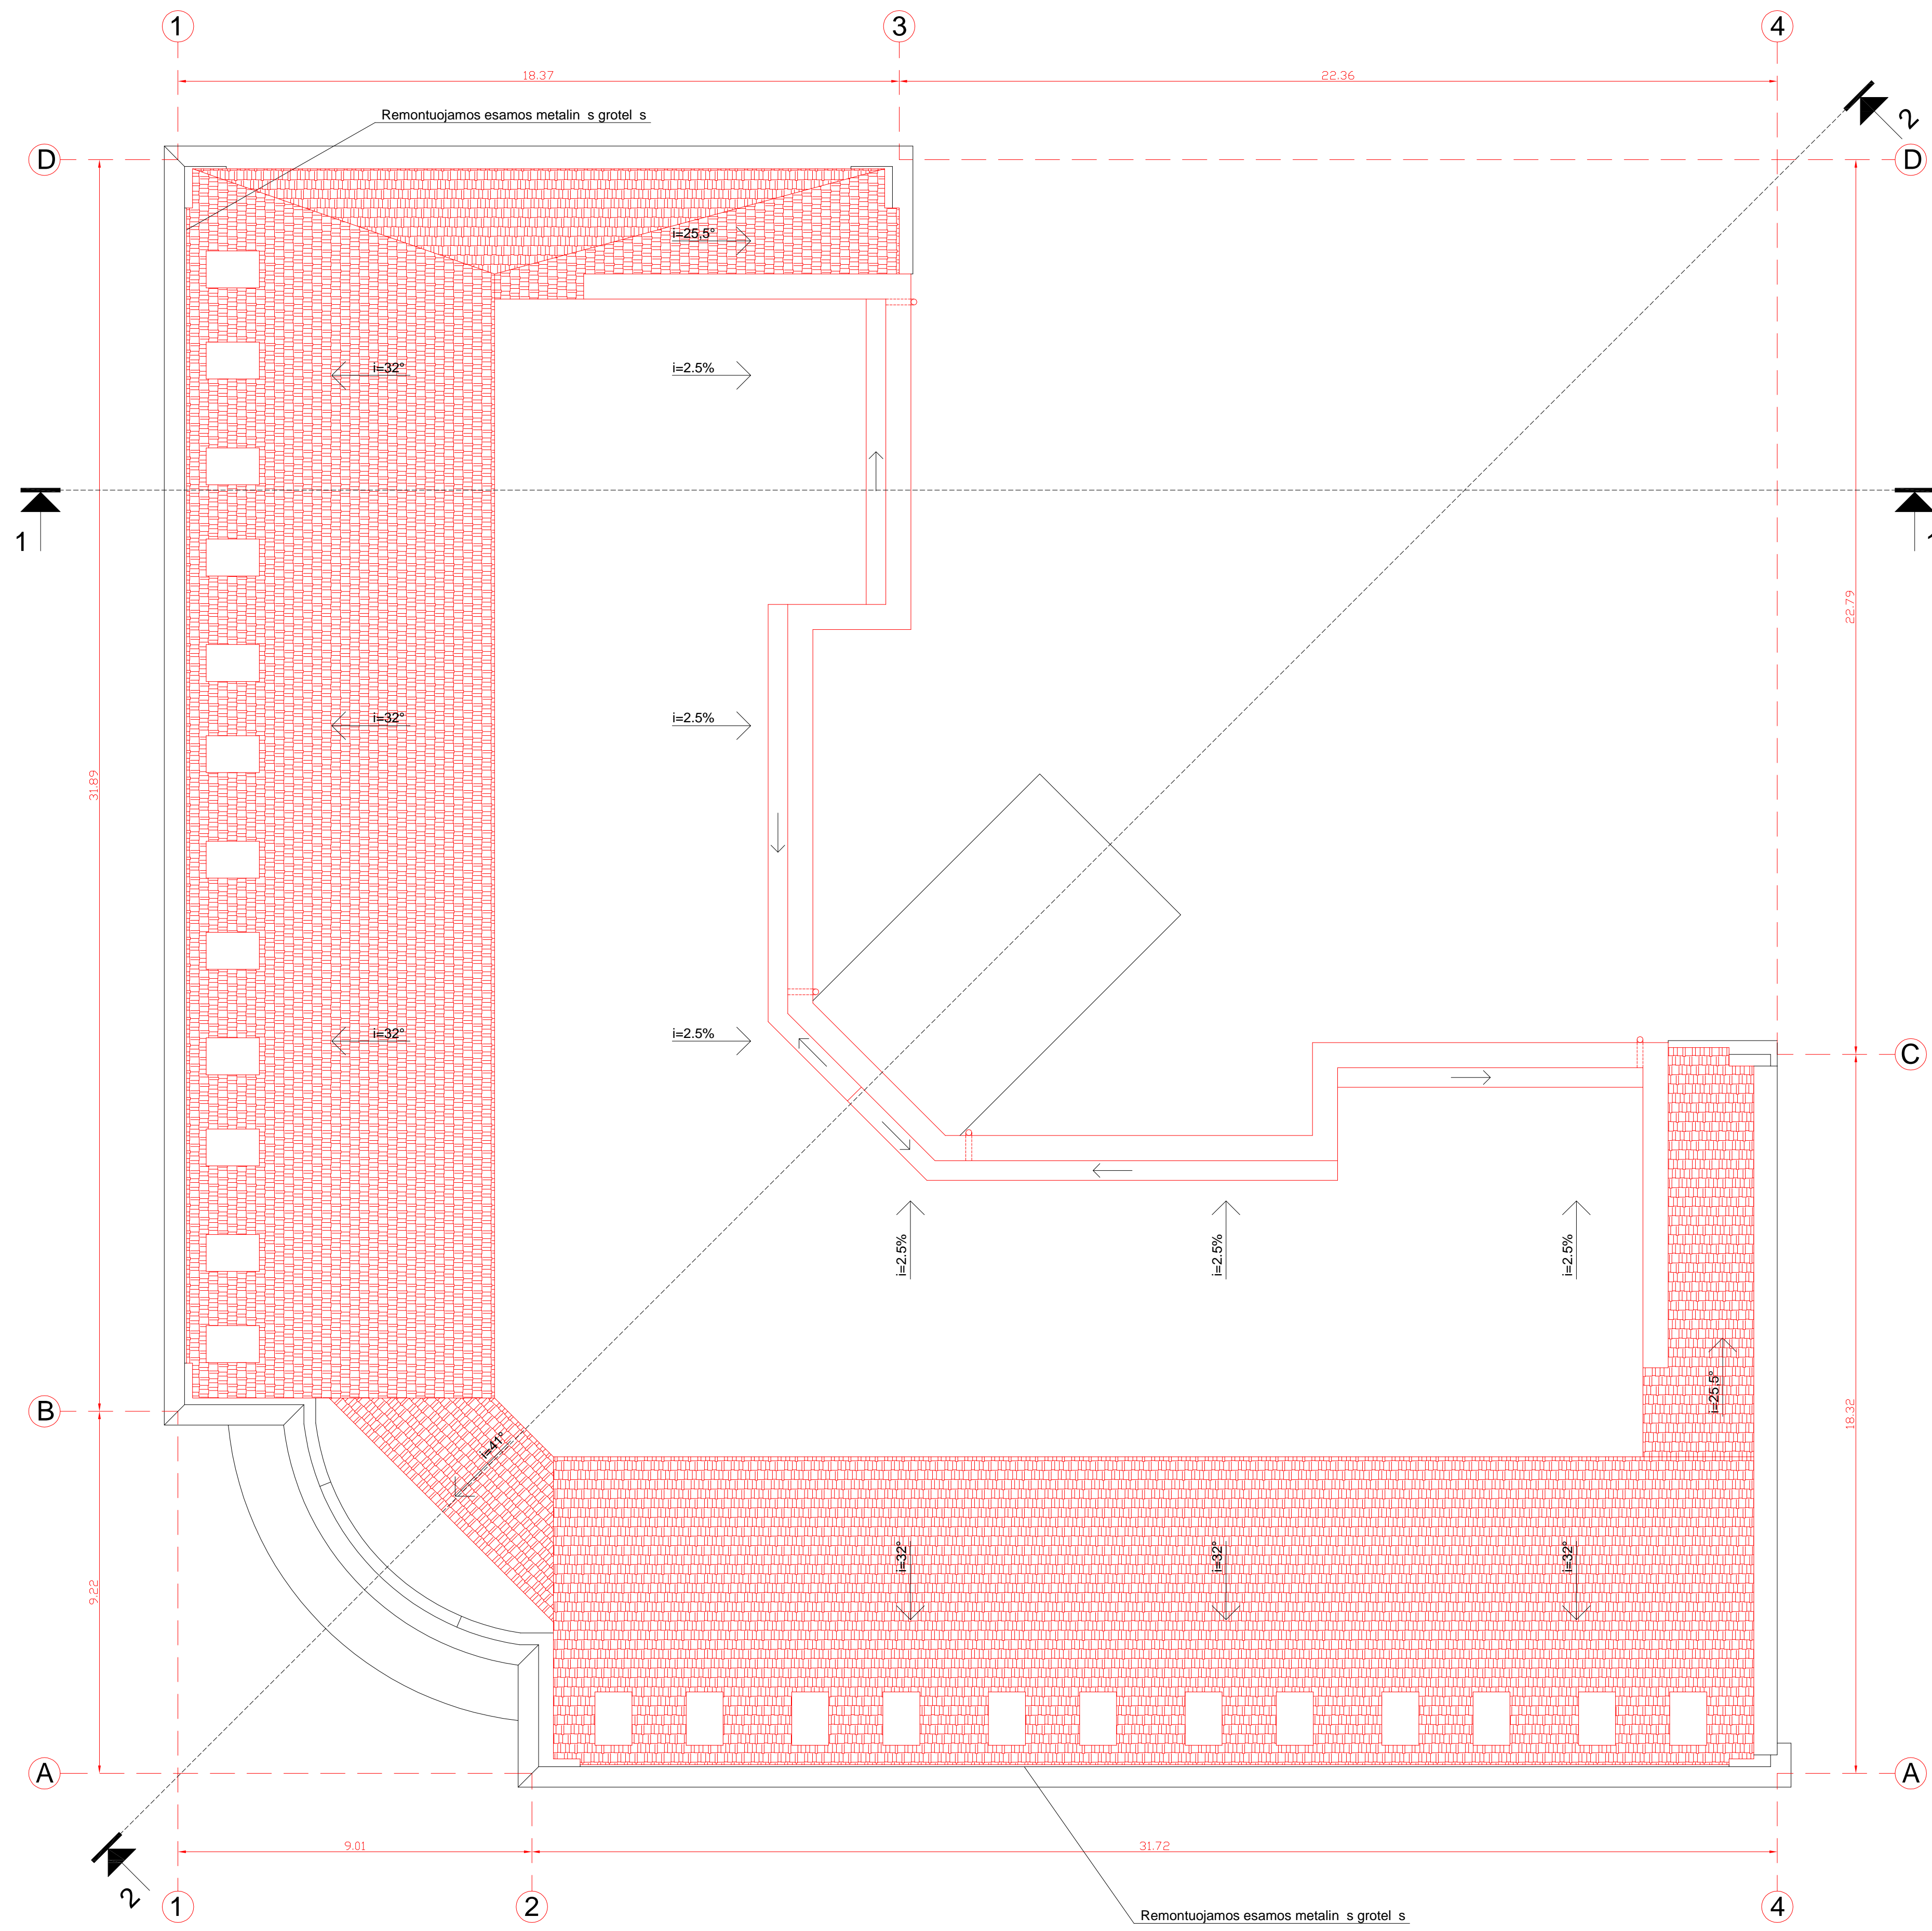 1
3
4
18.37
22.36
Remontuojamos esamos metalin s grotel s
2
D
D
i=25,5°
i=32°
i=2.5%
1
1
22.79
i=32°
i=2.5%
31.89
i=32°
i=2.5%
C
i=2.5%
i=2.5%
i=2.5%
i=25,5°
B
i=41°
18.32
i=32°
i=32°
i=32°
9.22
A
A
9.01
31.72
2
1
2
4
Remontuojamos esamos metalin s grotel s